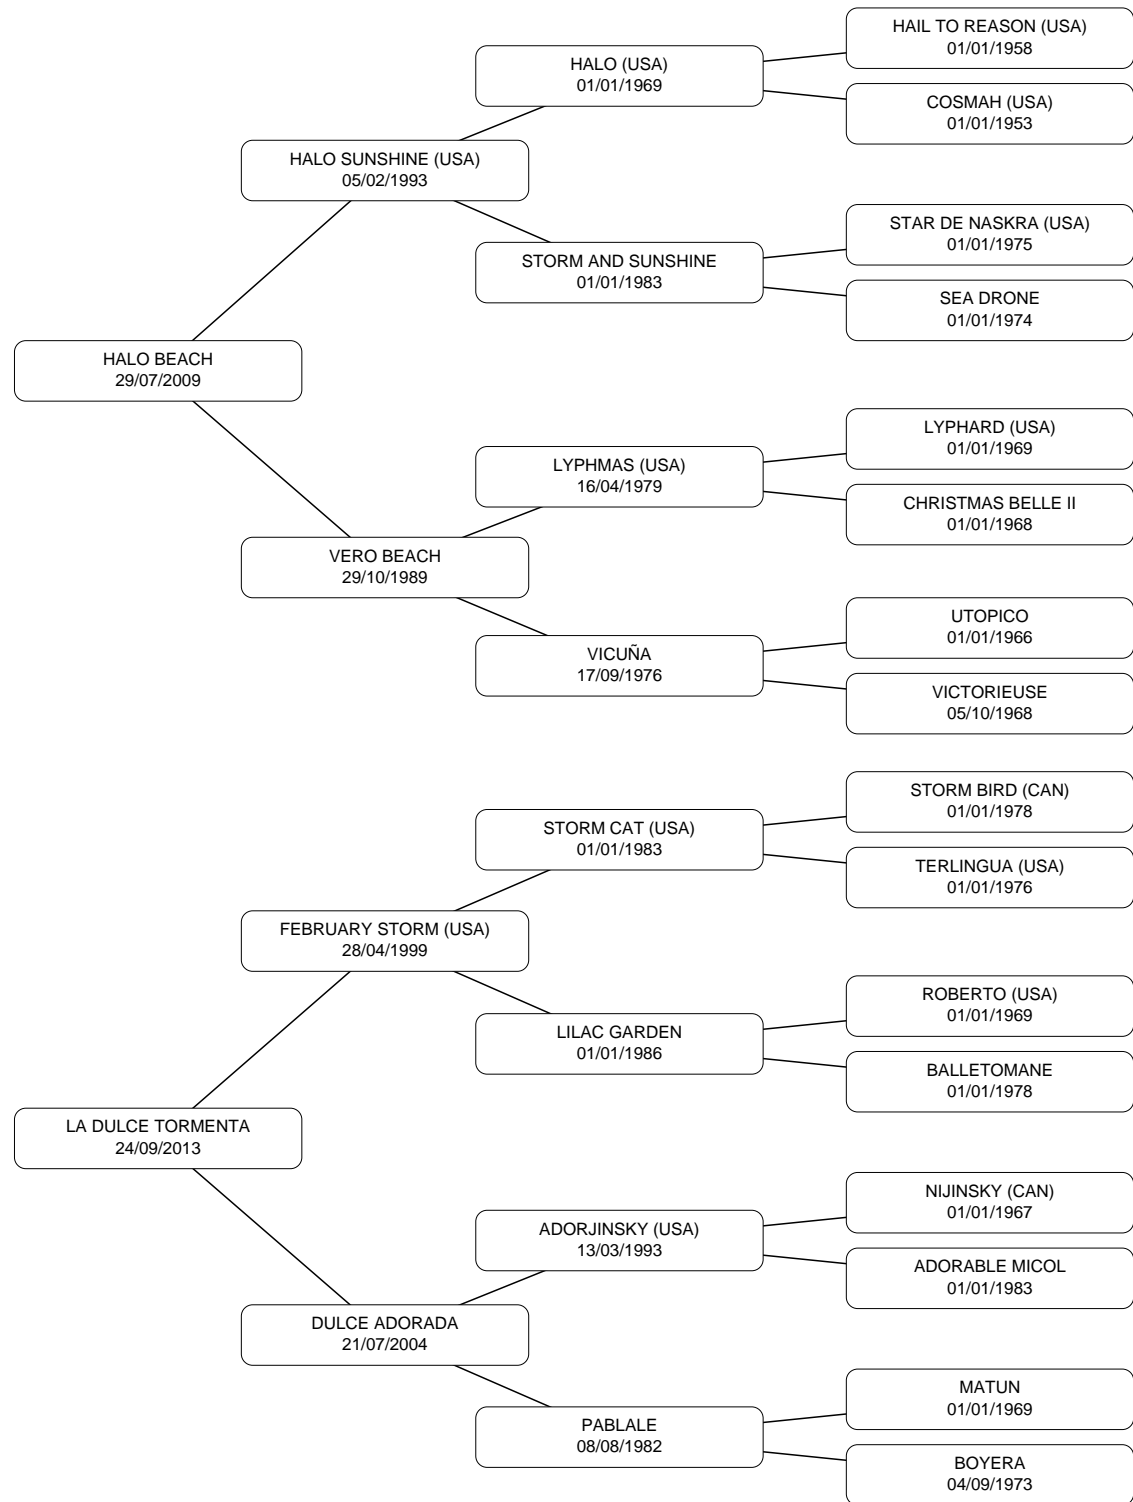 HAIL TO REASON (USA)
01/01/1958
HALO (USA)
01/01/1969
COSMAH (USA)
01/01/1953
HALO SUNSHINE (USA)
05/02/1993
STAR DE NASKRA (USA)
01/01/1975
STORM AND SUNSHINE
01/01/1983
SEA DRONE
01/01/1974
HALO BEACH
29/07/2009
LYPHARD (USA)
01/01/1969
LYPHMAS (USA)
16/04/1979
CHRISTMAS BELLE II
01/01/1968
VERO BEACH
29/10/1989
UTOPICO
01/01/1966
VICUÑA
17/09/1976
VICTORIEUSE
05/10/1968
STORM BIRD (CAN)
01/01/1978
STORM CAT (USA)
01/01/1983
TERLINGUA (USA)
01/01/1976
FEBRUARY STORM (USA)
28/04/1999
ROBERTO (USA)
01/01/1969
LILAC GARDEN
01/01/1986
BALLETOMANE
01/01/1978
LA DULCE TORMENTA
24/09/2013
NIJINSKY (CAN)
01/01/1967
ADORJINSKY (USA)
13/03/1993
ADORABLE MICOL
01/01/1983
DULCE ADORADA
21/07/2004
MATUN
01/01/1969
PABLALE
08/08/1982
BOYERA
04/09/1973